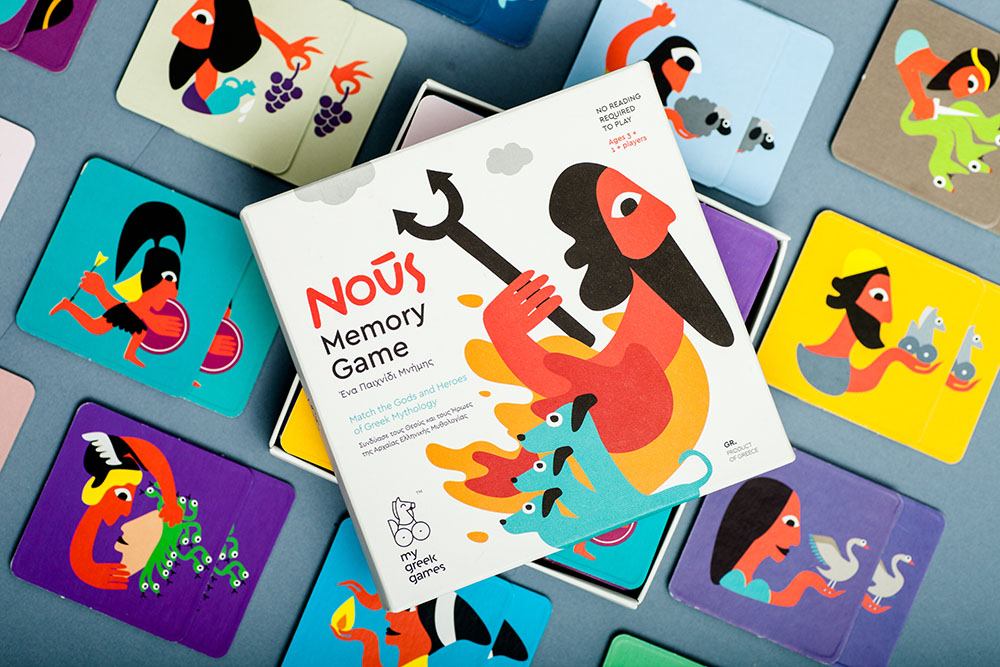 NO READING
REQUIRED
TO PLAY
Ages 3 +
1 + players
NOŪS
Memory
Game
Ένα Παιχνίδι Μνήμης
Match the Gods and Heroes
of Greek Mythology
Συνδύασε τους Θεούς και τους Ήρωες
της Αρχαίας Ελληνικής Μυθολογίας
GR.
PRODUCT
OF GREECE
TM
my
greek
games